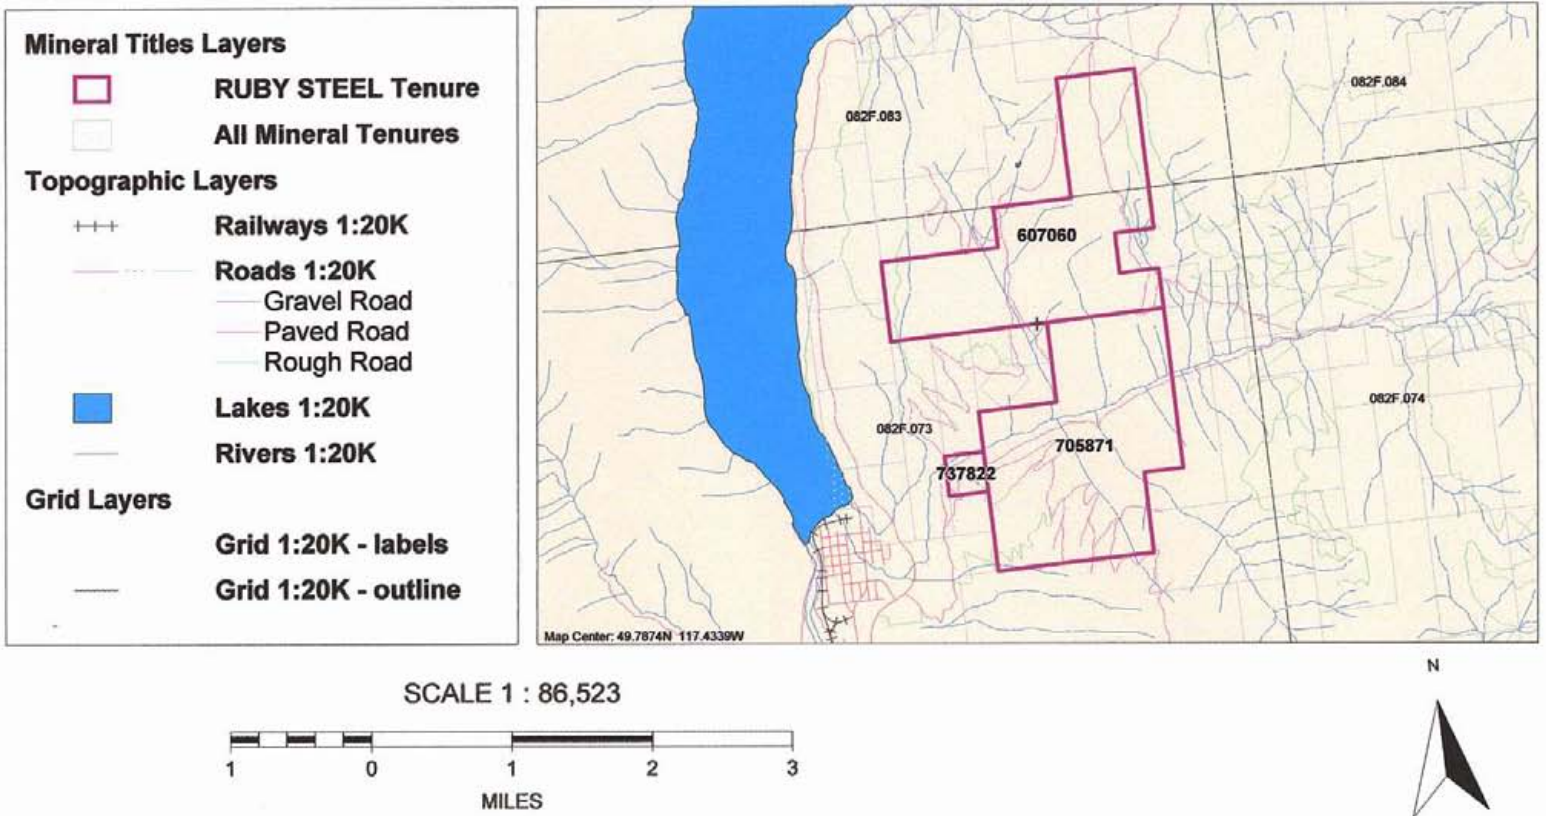 Mineral Titles Layers
RUBY STEEL Tenure
All Mineral Tenures
Topographic Layers
Railways 1:20K
Roads 1:20K
Gravel Road
Paved Road
Rough Road
Lakes 1:20K
Rivers 1:20K
Grid Layers
Grid 1:20K - labels
Grid 1:20K - outline
082F.084
082F.083
607060
082F.074
082F.073
705871
737822
Map Center: 49.7874N 117.4339W
N
SCALE 1 : 86,523
1 0 1 2 3
MILES